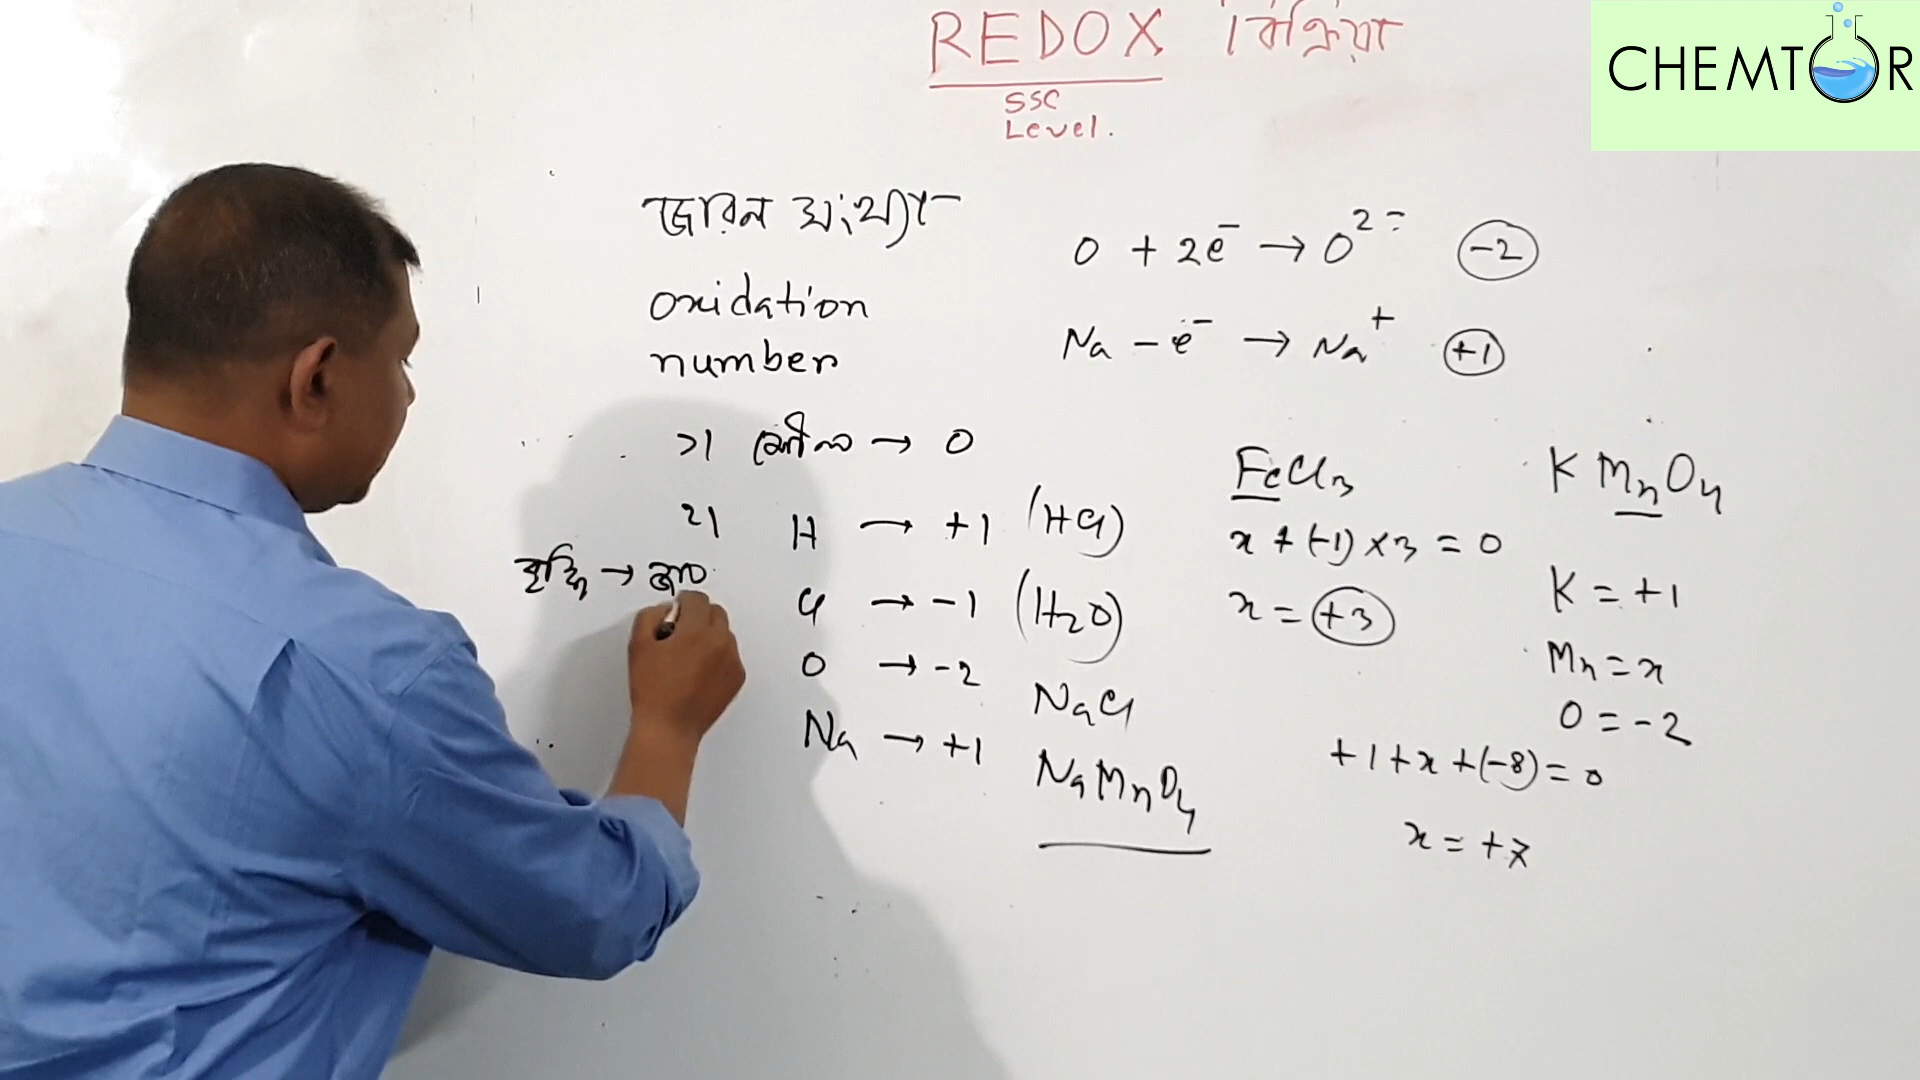 REDOX বিক্রিয়া
SSC
Level.
CHEMTOR
জারন সংখ্যা
oxidation
number
O + 2e⁻ → O²⁻ -2
Na - e⁻ → Na⁺ +1
১। মৌল → 0
২। H → +1 (HCl)
বৃদ্ধি →
Cl → -1 (H₂O)
O → -2
NaCl
Na → +1
NaMnO₄
FeCl₃
x + (-1) × 3 = 0
x = +3
KMnO₄
K = +1
Mn = x
O = -2
+1 + x + (-8) = 0
x = +7